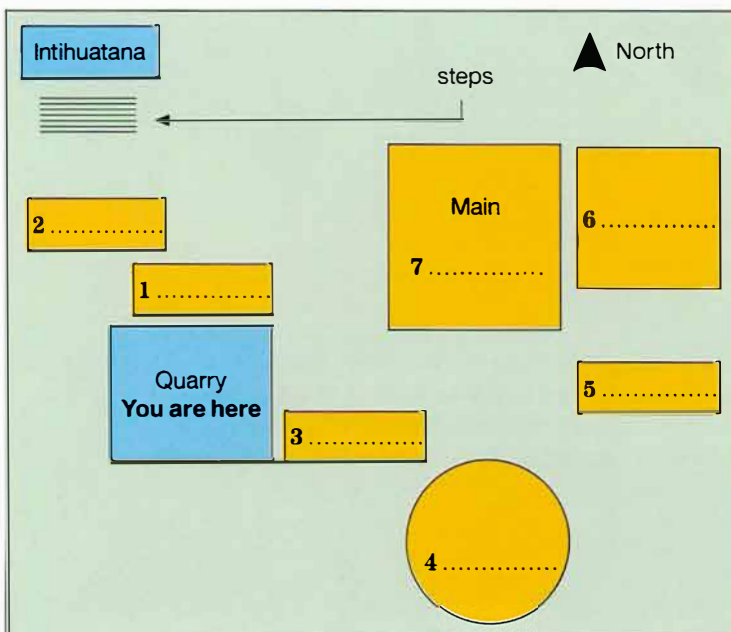 Intihuatana
North
steps
2 ..................
Main
6 ..................
7 ..................
1 ..................
Quarry
You are here
5 ..................
3 ..................
4 ..................